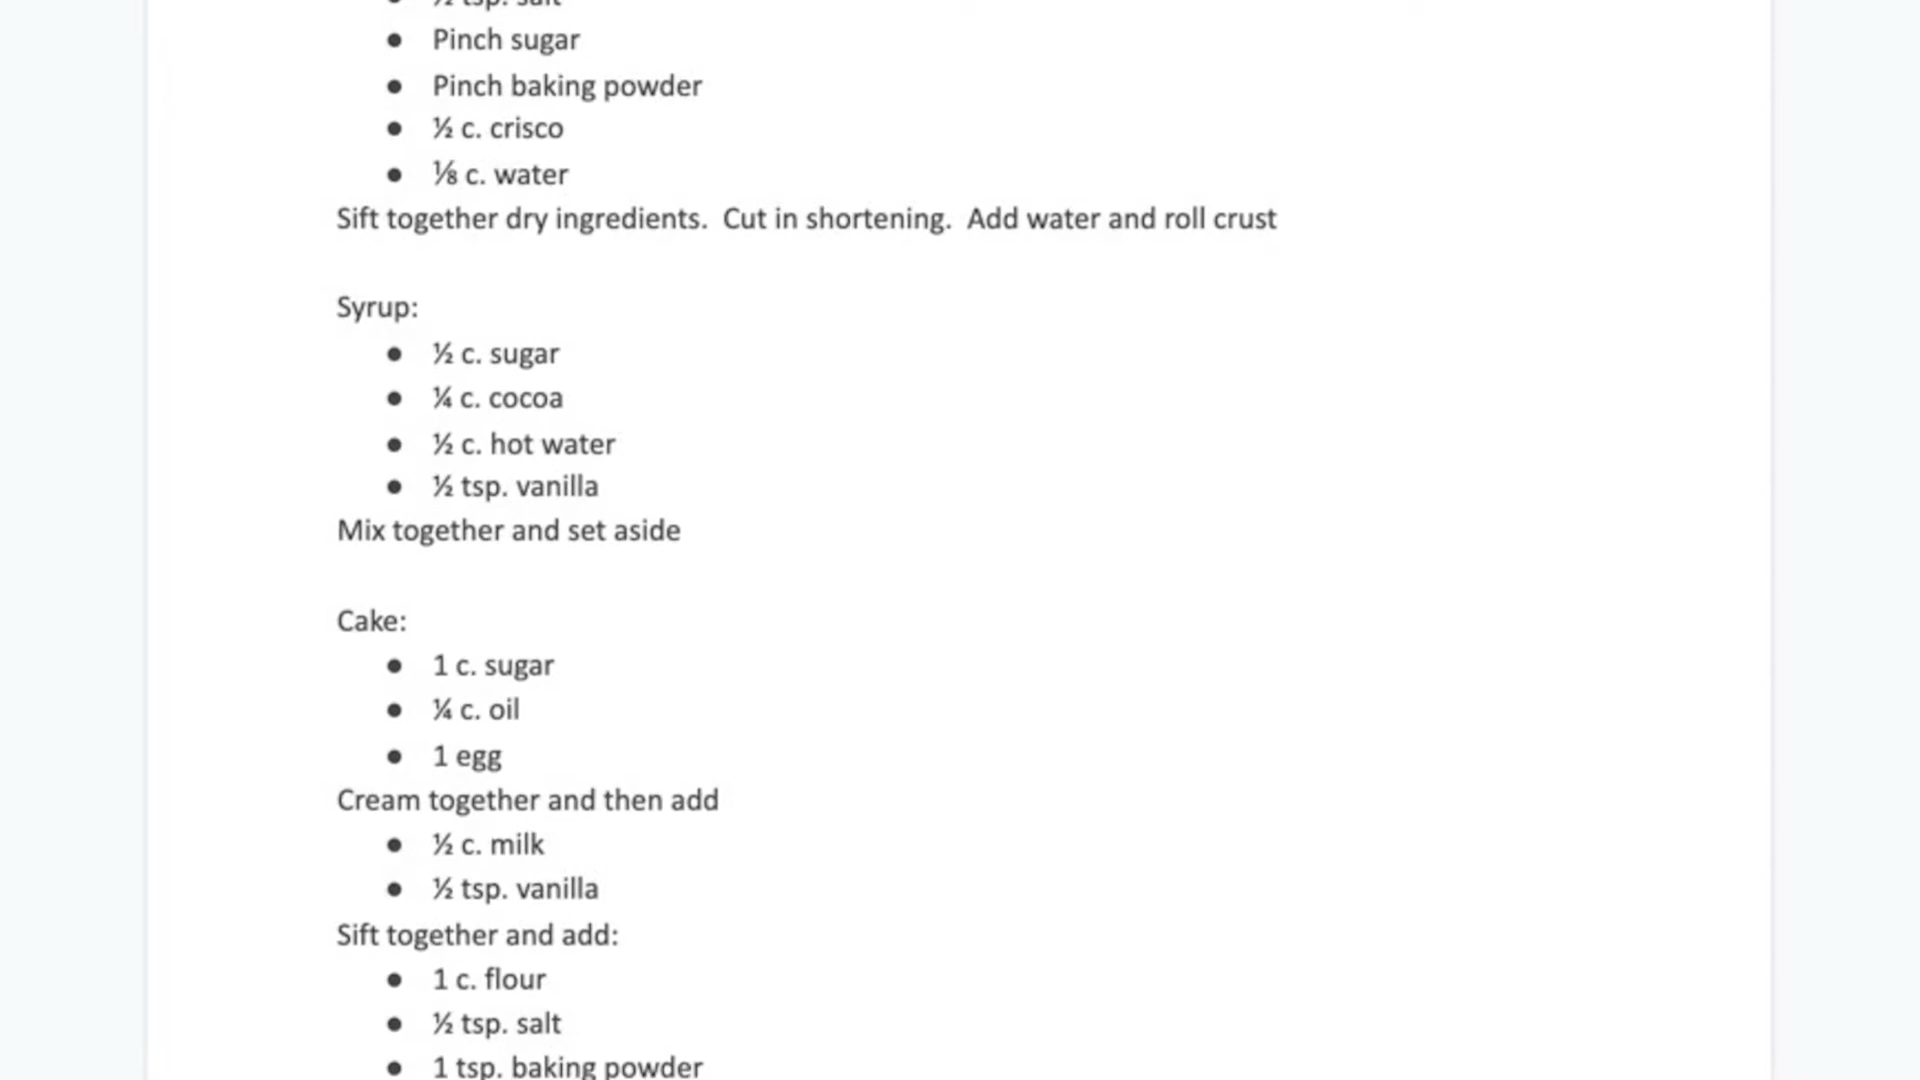 ½ tsp. salt
● Pinch sugar
● Pinch baking powder
● ½ c. crisco
● ⅛ c. water
Sift together dry ingredients.  Cut in shortening.  Add water and roll crust
Syrup:
● ½ c. sugar
● ¼ c. cocoa
● ½ c. hot water
● ½ tsp. vanilla
Mix together and set aside
Cake:
● 1 c. sugar
● ¼ c. oil
● 1 egg
Cream together and then add
● ½ c. milk
● ½ tsp. vanilla
Sift together and add:
● 1 c. flour
● ½ tsp. salt
● 1 tsp. baking powder